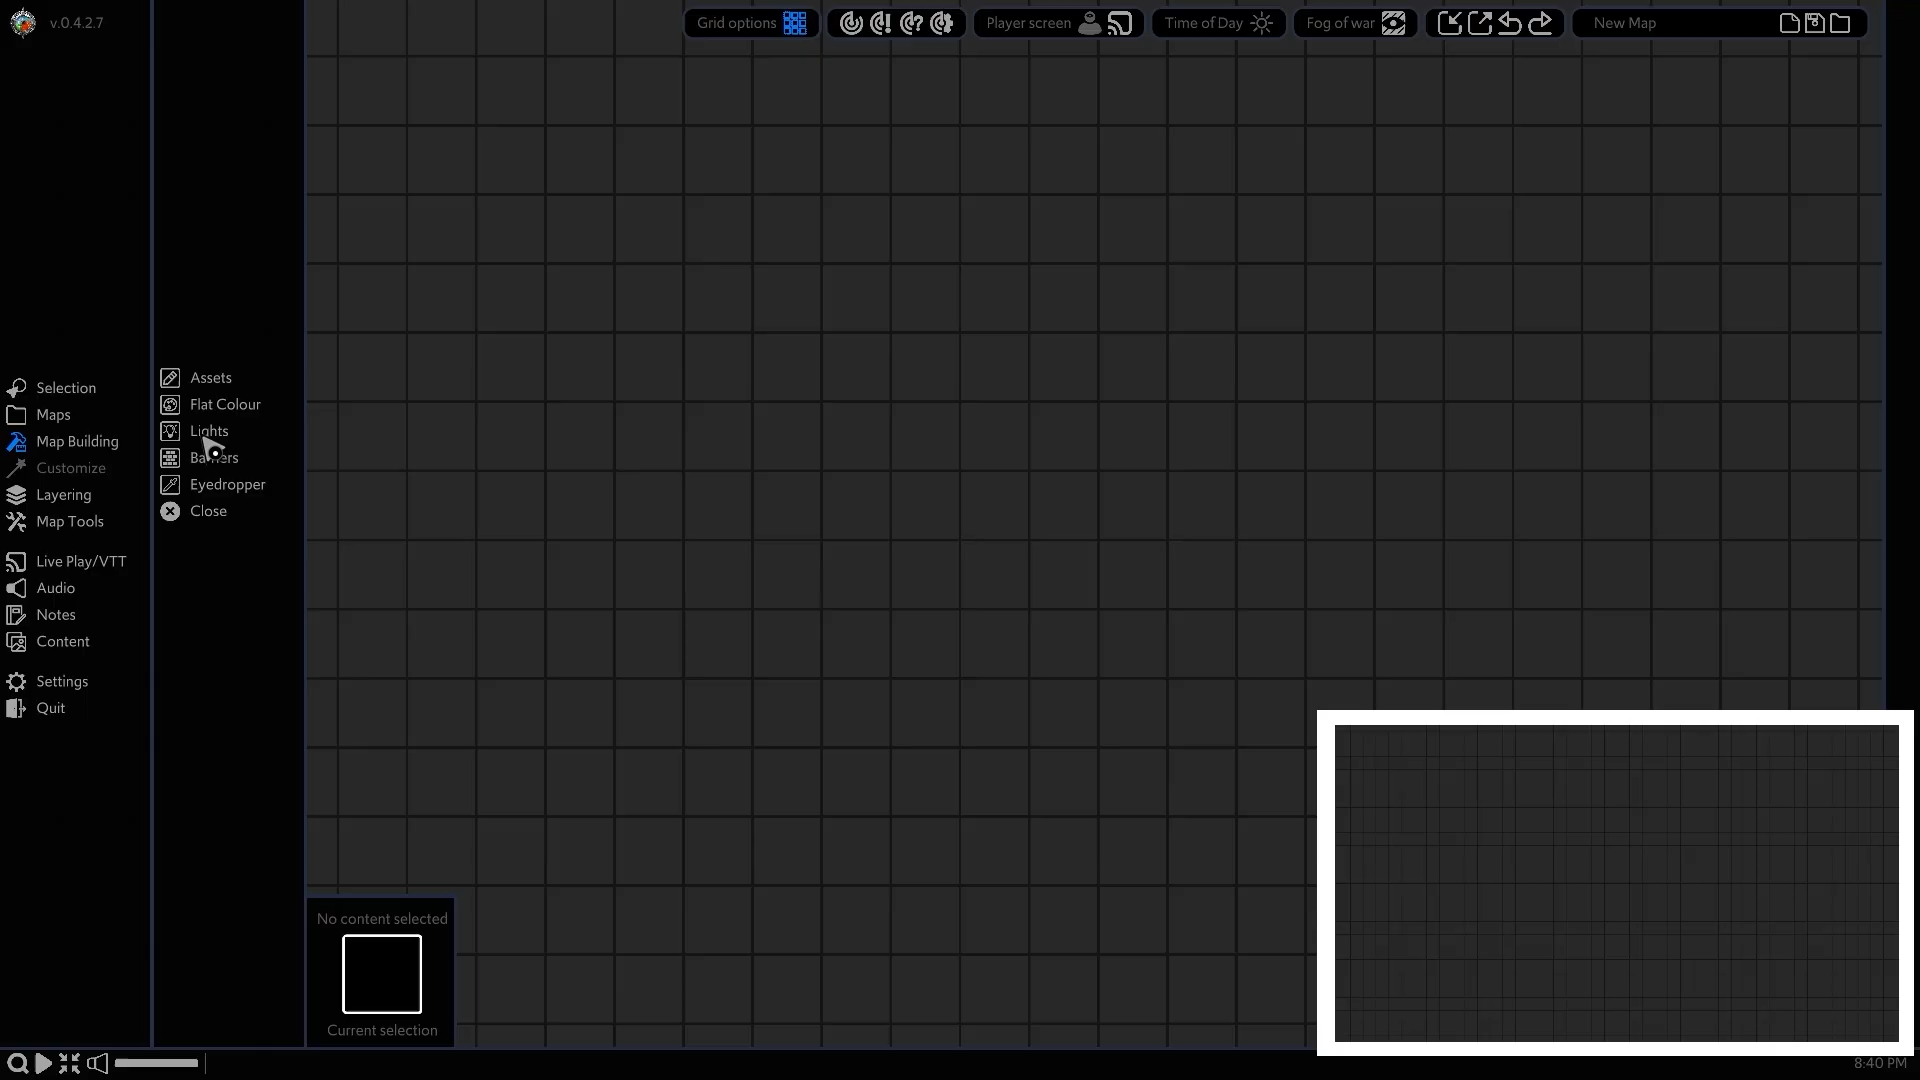 v.0.4.2.7
Grid options
Player screen
Time of Day
Fog of war
New Map
Selection
Maps
Map Building
Customize
Layering
Map Tools
Live Play/VTT
Audio
Notes
Content
Settings
Quit
Assets
Flat Colour
Lights
Barriers
Eyedropper
Close
No content selected
Current selection
8:40 PM